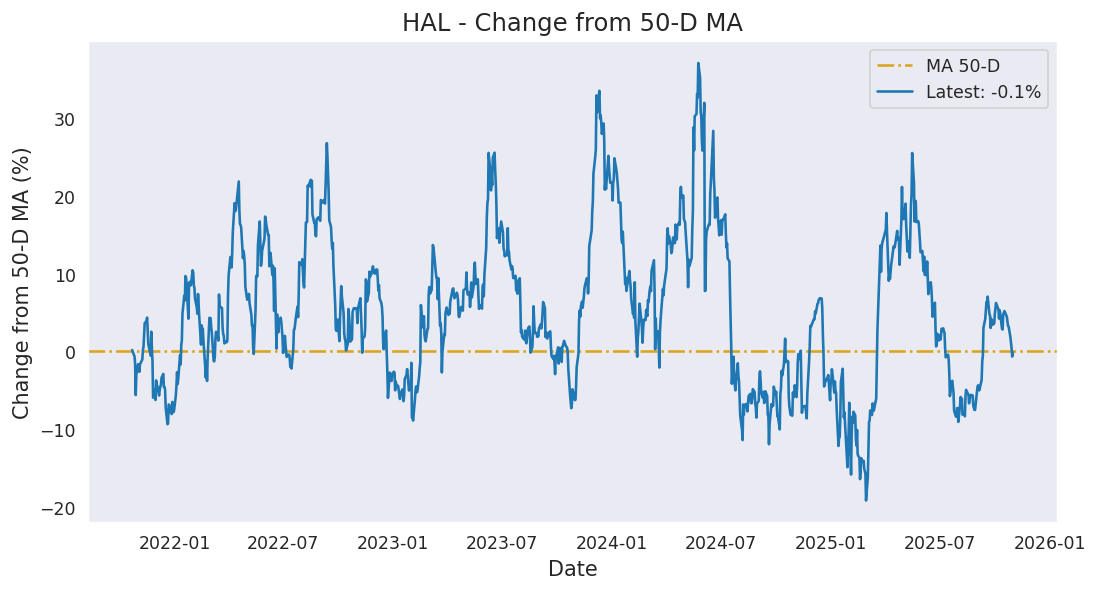 HAL - Change from 50-D MA
MA 50-D
Latest: -0.1%
Change from 50-D MA (%)
30
20
10
0
−10
−20
2022-01 2022-07 2023-01 2023-07 2024-01 2024-07 2025-01 2025-07 2026-01
Date